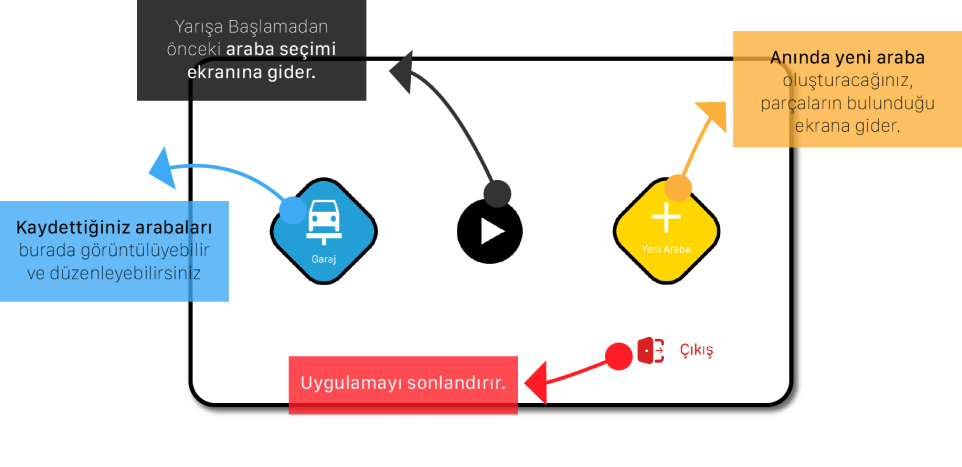 Yarışa Başlamadan
önceki araba seçimi
ekranına gider.
Anında yeni araba
oluşturacağınız,
parçaların bulunduğu
ekrana gider.
Kaydettiğiniz arabaları
burada görüntülüyebilir
ve düzenleyebilirsiniz
Garaj
Yeni Araba
Çıkış
Uygulamayı sonlandırır.